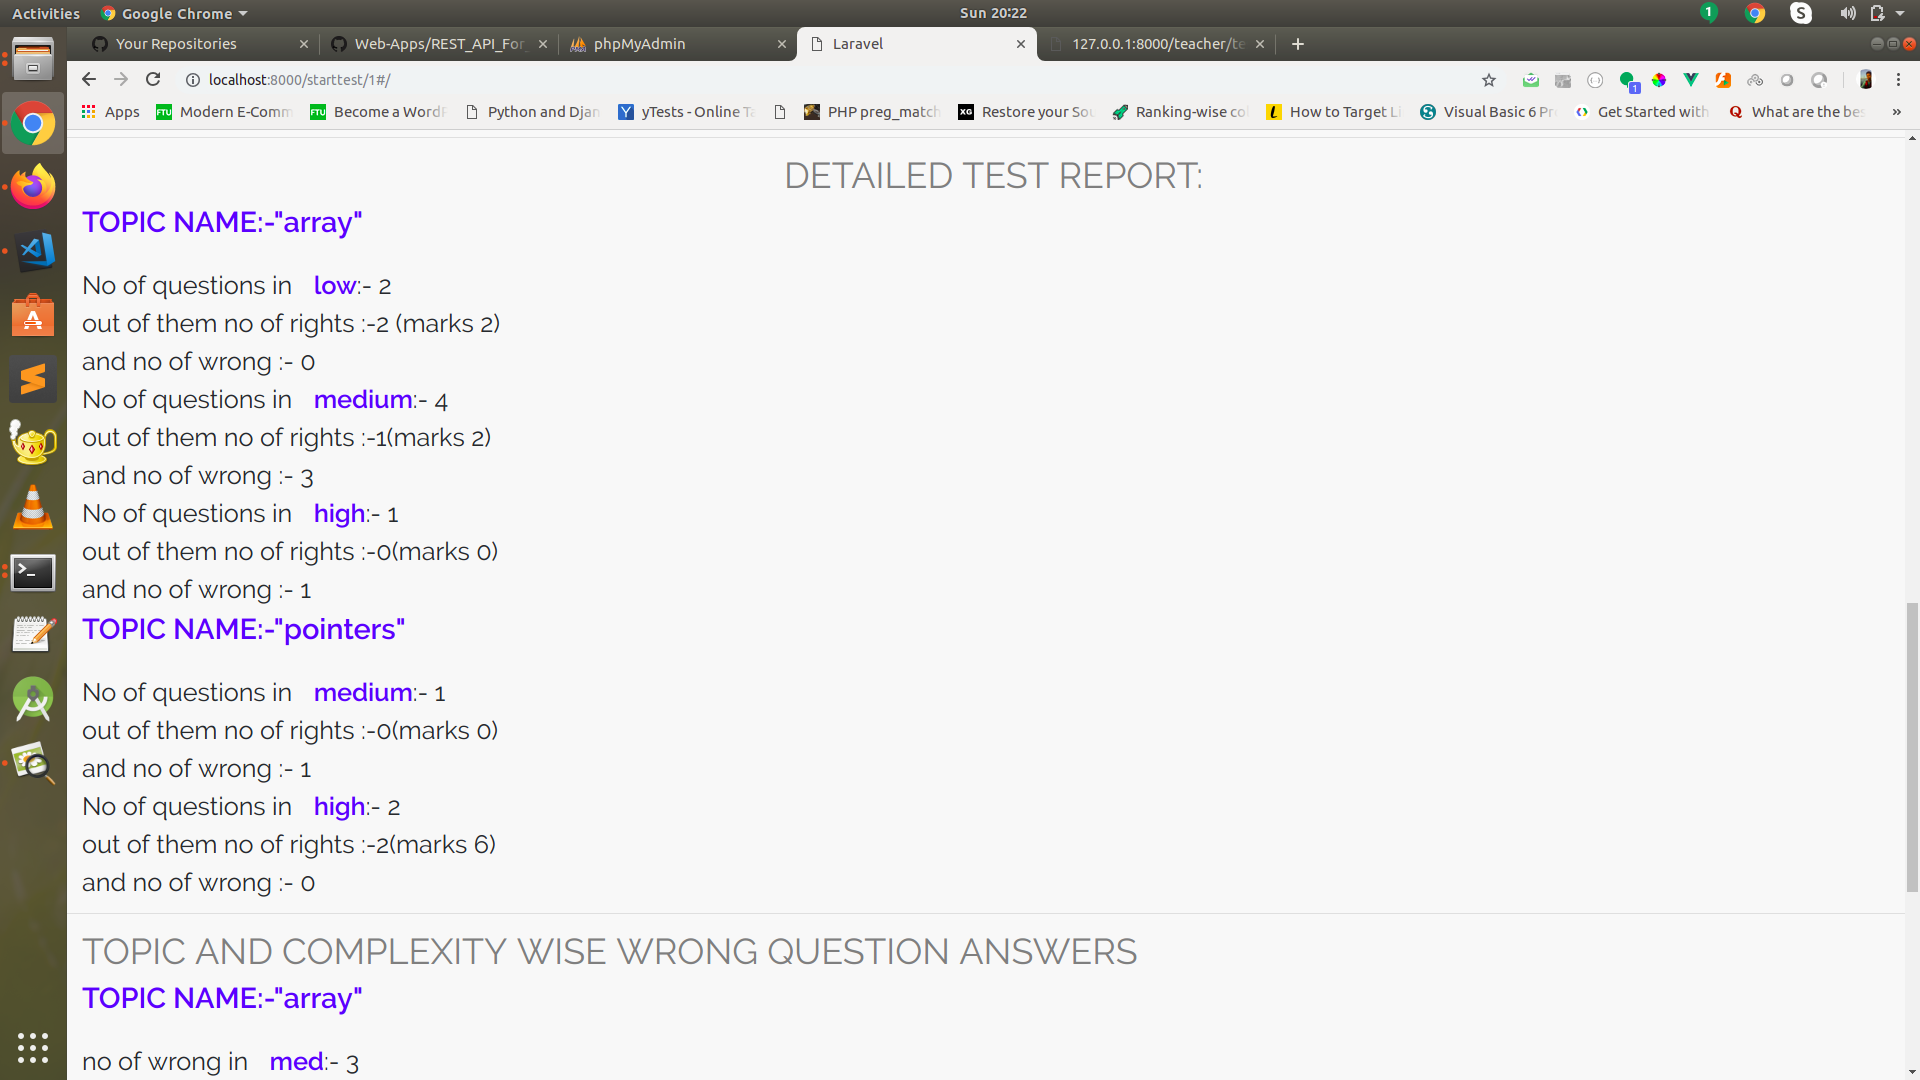 Activities Google Chrome Sun 20:22 1 S
Your Repositories Web-Apps/REST_API_For_ phpMyAdmin Laravel 127.0.0.1:8000/teacher/te
localhost:8000/starttest/1#/ 1
Apps FTU Modern E-Comm FTU Become a WordP Python and Djan Y yTests - Online Ta PHP preg_match XG Restore your Sou Ranking-wise co L How to Target Li Visual Basic 6 Pr Get Started with Q What are the bes »
DETAILED TEST REPORT:
TOPIC NAME:-"array"
No of questions in low:- 2
out of them no of rights :-2 (marks 2)
and no of wrong :- 0
No of questions in medium:- 4
out of them no of rights :-1(marks 2)
and no of wrong :- 3
No of questions in high:- 1
out of them no of rights :-0(marks 0)
and no of wrong :- 1
TOPIC NAME:-"pointers"
No of questions in medium:- 1
out of them no of rights :-0(marks 0)
and no of wrong :- 1
No of questions in high:- 2
out of them no of rights :-2(marks 6)
and no of wrong :- 0
TOPIC AND COMPLEXITY WISE WRONG QUESTION ANSWERS
TOPIC NAME:-"array"
no of wrong in med:- 3